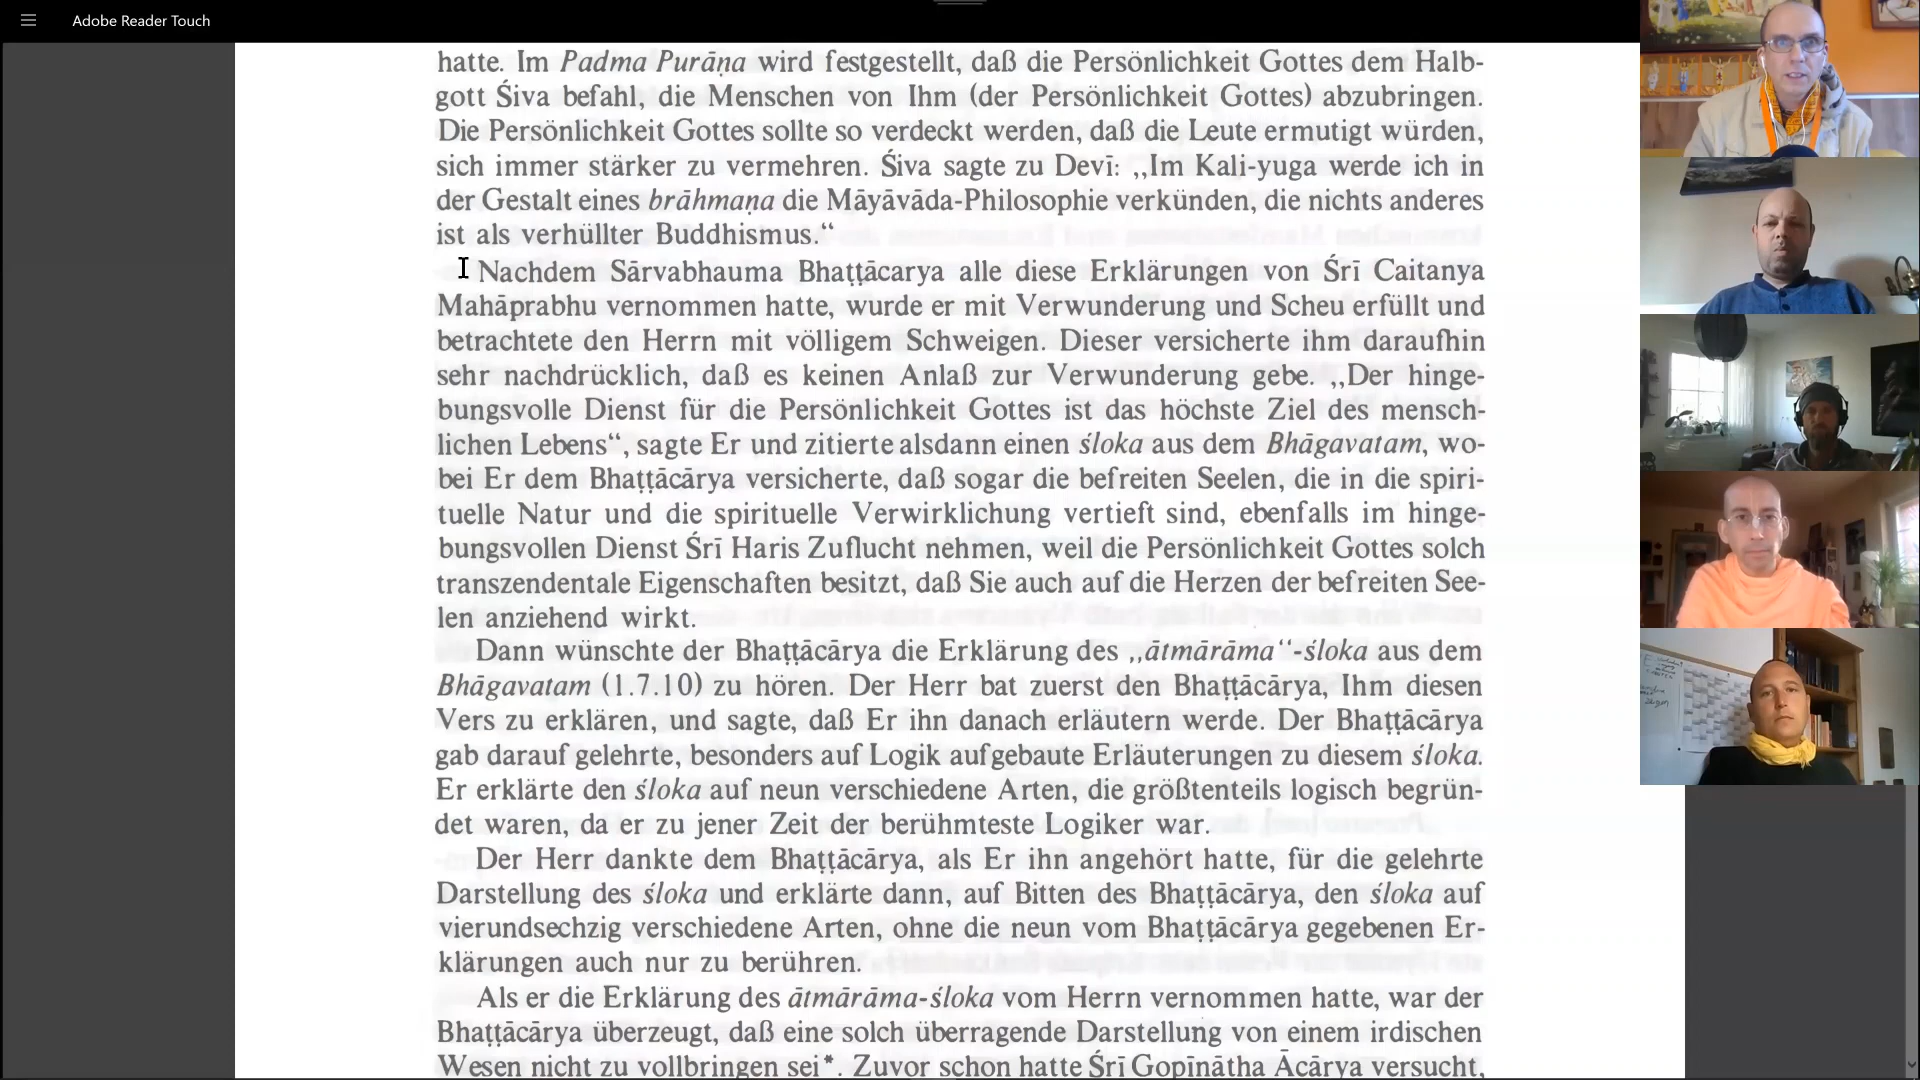 Adobe Reader Touch
hatte. Im Padma Purāṇa wird festgestellt, daß die Persönlichkeit Gottes dem Halb-
gott Śiva befahl, die Menschen von Ihm (der Persönlichkeit Gottes) abzubringen.
Die Persönlichkeit Gottes sollte so verdeckt werden, daß die Leute ermutigt würden,
sich immer stärker zu vermehren. Śiva sagte zu Devī: ,,Im Kali-yuga werde ich in
der Gestalt eines brāhmaṇa die Māyāvāda-Philosophie verkünden, die nichts anderes
ist als verhüllter Buddhismus.“
Nachdem Sārvabhauma Bhaṭṭācarya alle diese Erklärungen von Śrī Caitanya
Mahāprabhu vernommen hatte, wurde er mit Verwunderung und Scheu erfüllt und
betrachtete den Herrn mit völligem Schweigen. Dieser versicherte ihm daraufhin
sehr nachdrücklich, daß es keinen Anlaß zur Verwunderung gebe. ,,Der hinge-
bungsvolle Dienst für die Persönlichkeit Gottes ist das höchste Ziel des mensch-
lichen Lebens“, sagte Er und zitierte alsdann einen śloka aus dem Bhāgavatam, wo-
bei Er dem Bhaṭṭācārya versicherte, daß sogar die befreiten Seelen, die in die spiri-
tuelle Natur und die spirituelle Verwirklichung vertieft sind, ebenfalls im hinge-
bungsvollen Dienst Śrī Haris Zuflucht nehmen, weil die Persönlichkeit Gottes solch
transzendentale Eigenschaften besitzt, daß Sie auch auf die Herzen der befreiten See-
len anziehend wirkt.
Dann wünschte der Bhaṭṭācārya die Erklärung des ,,ātmārāma“-śloka aus dem
Bhāgavatam (1.7.10) zu hören. Der Herr bat zuerst den Bhaṭṭācārya, Ihm diesen
Vers zu erklären, und sagte, daß Er ihn danach erläutern werde. Der Bhaṭṭācārya
gab darauf gelehrte, besonders auf Logik aufgebaute Erläuterungen zu diesem śloka.
Er erklärte den śloka auf neun verschiedene Arten, die größtenteils logisch begrün-
det waren, da er zu jener Zeit der berühmteste Logiker war.
Der Herr dankte dem Bhaṭṭācārya, als Er ihn angehört hatte, für die gelehrte
Darstellung des śloka und erklärte dann, auf Bitten des Bhaṭṭācārya, den śloka auf
vierundsechzig verschiedene Arten, ohne die neun vom Bhaṭṭācārya gegebenen Er-
klärungen auch nur zu berühren.
Als er die Erklärung des ātmārāma-śloka vom Herrn vernommen hatte, war der
Bhaṭṭācārya überzeugt, daß eine solch überragende Darstellung von einem irdischen
Wesen nicht zu vollbringen sei*. Zuvor schon hatte Śrī Gopīnātha Ācārya versucht,